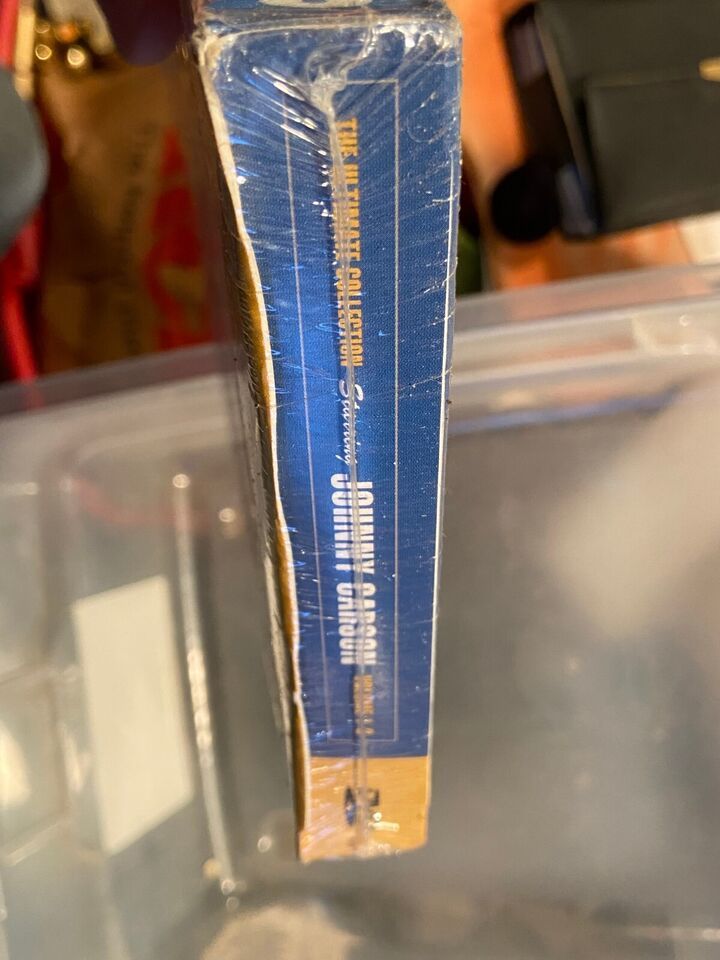 THE ULTIMATE COLLECTION Starring JOHNNY CARSON